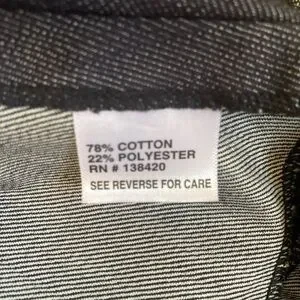 78% COTTON
22% POLYESTER
RN # 138420
SEE REVERSE FOR CARE